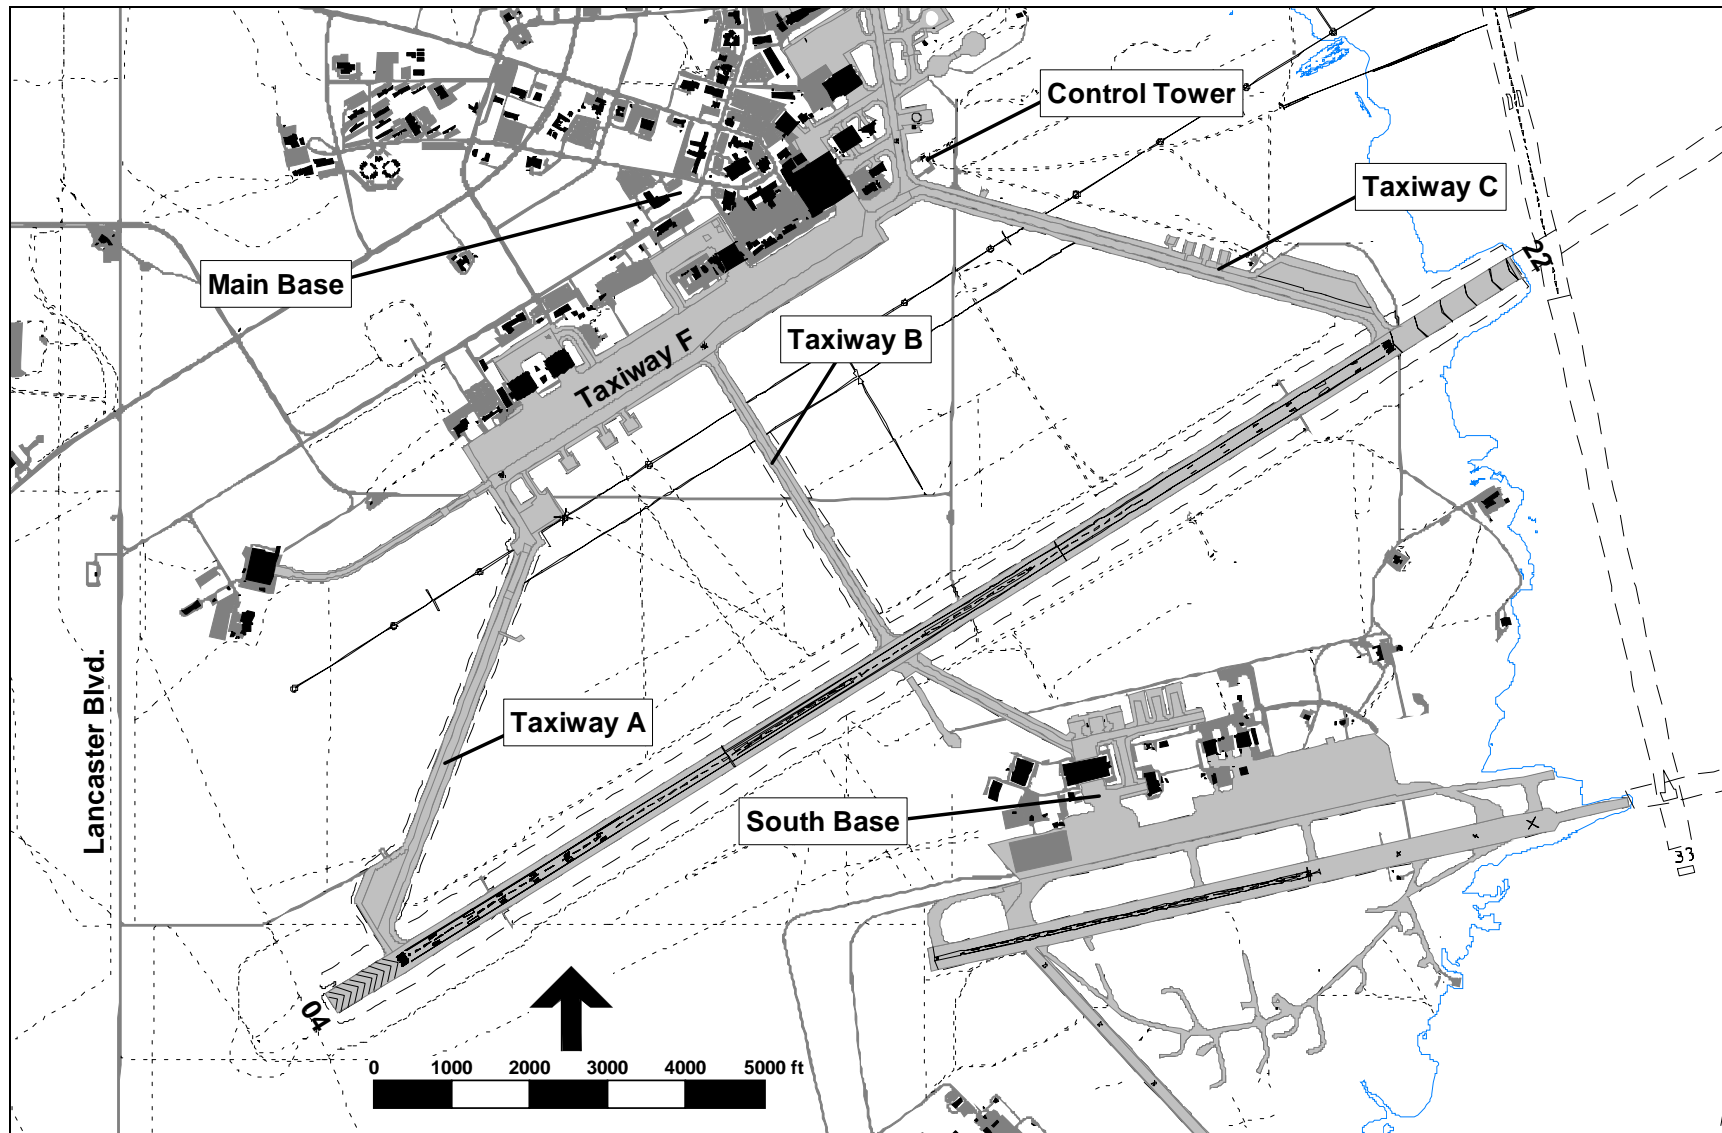 Control Tower
Taxiway C
22
Main Base
Taxiway B
Taxiway F
Taxiway A
Lancaster Blvd.
South Base
33
04
0 1000 2000 3000 4000 5000 ft